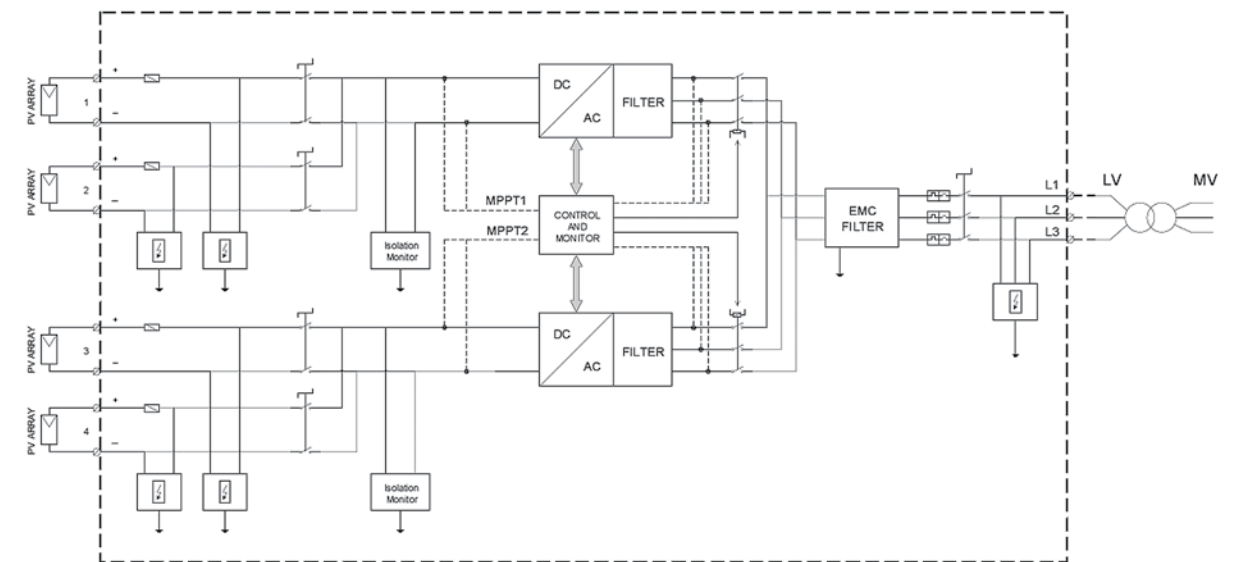 PV ARRAY
1
+
–
PV ARRAY
2
+
–
DC
AC
FILTER
MPPT1
MPPT2
CONTROL
AND
MONITOR
Isolation
Monitor
EMC
FILTER
L1
L2
L3
LV
MV
PV ARRAY
3
+
–
PV ARRAY
4
+
–
DC
AC
FILTER
Isolation
Monitor